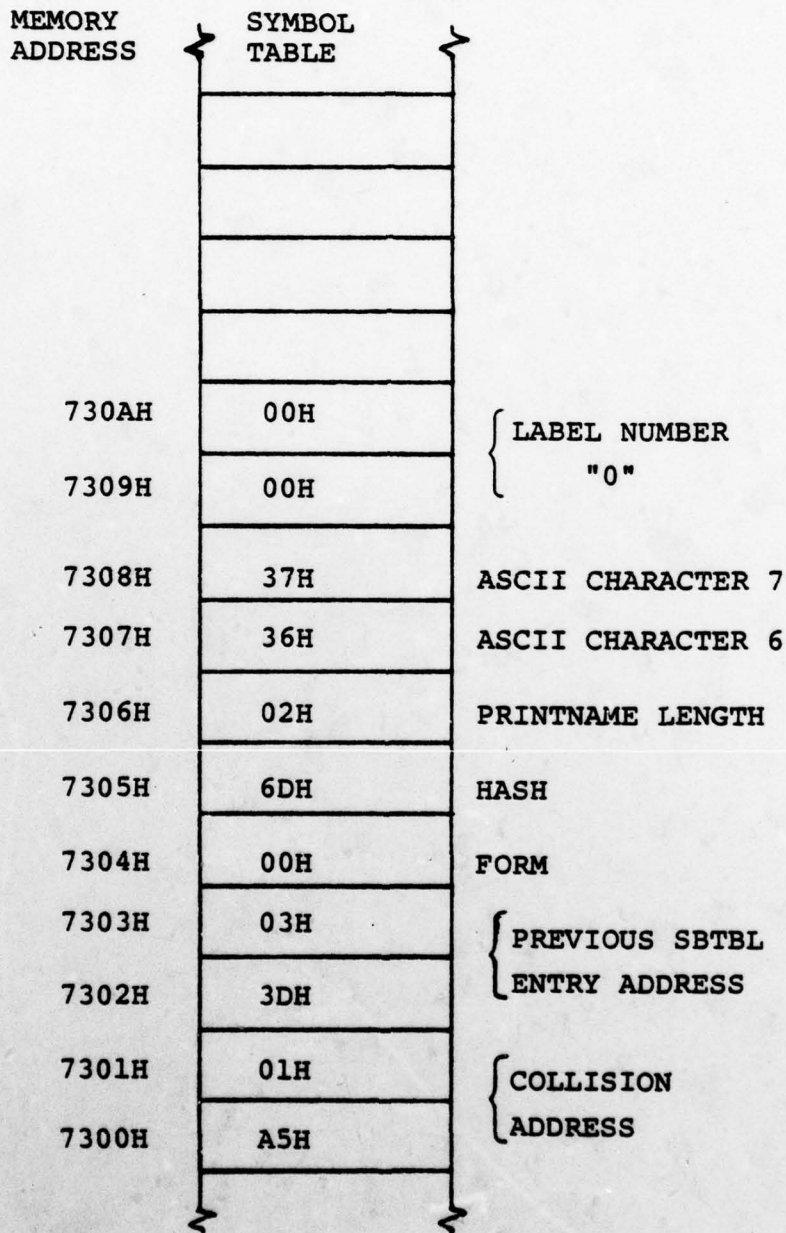 MEMORY SYMBOL
ADDRESS TABLE
730AH 00H LABEL NUMBER
7309H 00H "0"
7308H 37H ASCII CHARACTER 7
7307H 36H ASCII CHARACTER 6
7306H 02H PRINTNAME LENGTH
7305H 6DH HASH
7304H 00H FORM
7303H 03H PREVIOUS SBTBL
7302H 3DH ENTRY ADDRESS
7301H 01H COLLISION
7300H A5H ADDRESS